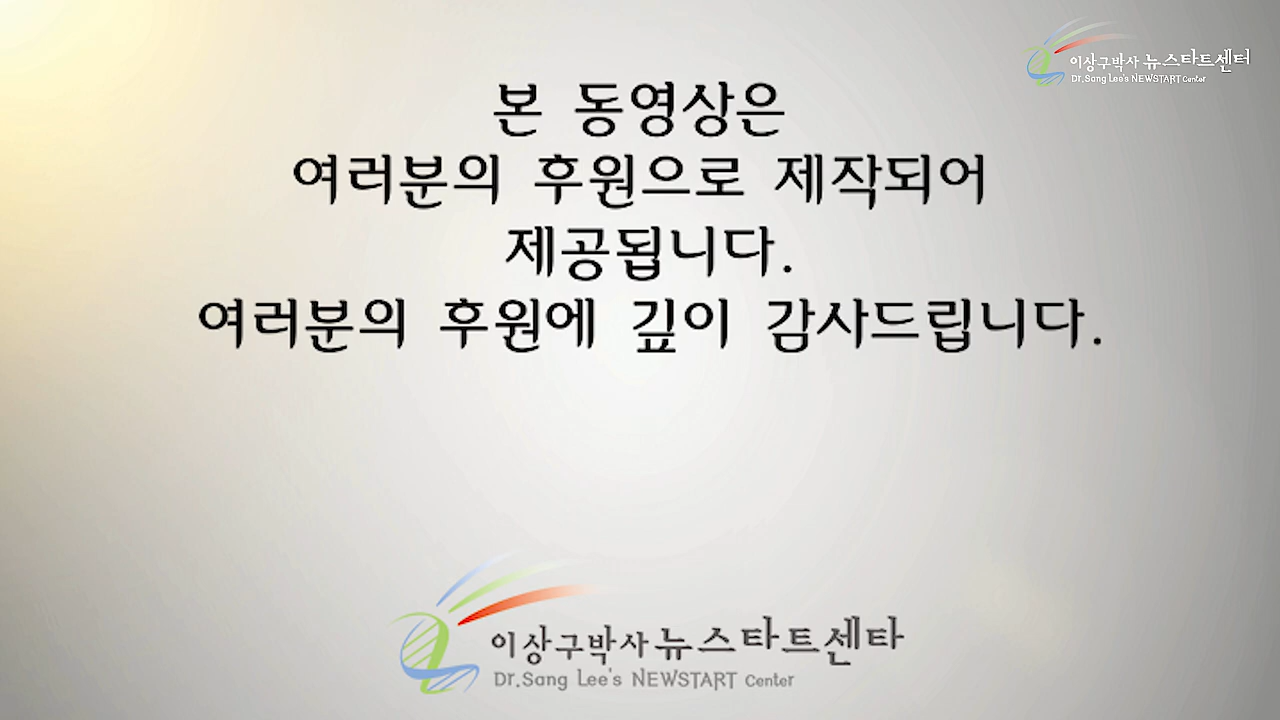 이상구박사 뉴스타트센터
Dr.Sang Lee's NEWSTART Center
본 동영상은
여러분의 후원으로 제작되어
제공됩니다.
여러분의 후원에 깊이 감사드립니다.
이상구박사 뉴스타트센타
Dr.Sang Lee's NEWSTART Center